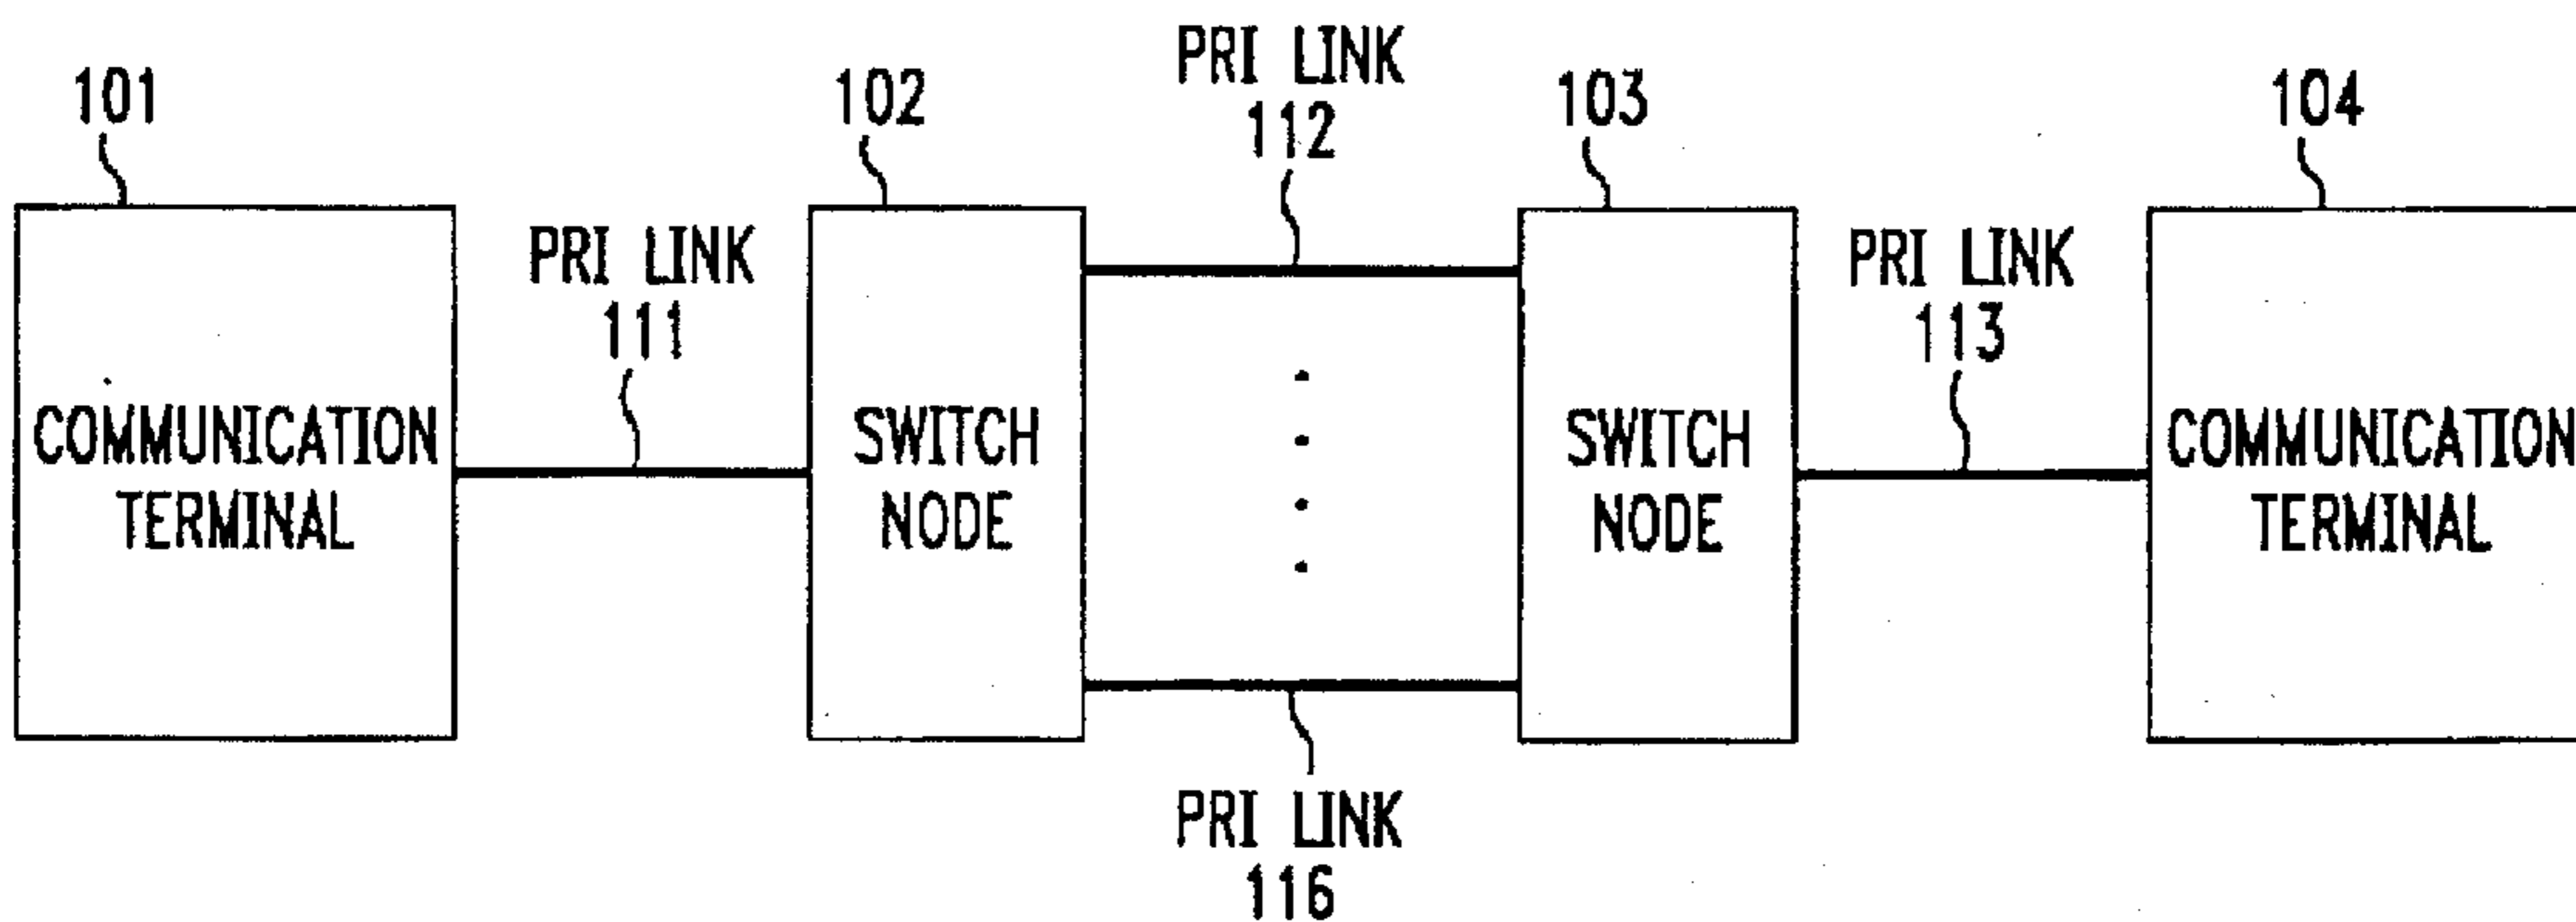 101
102
PRI LINK
112
103
104
PRI LINK
111
PRI LINK
113
COMMUNICATION
TERMINAL
SWITCH
NODE
SWITCH
NODE
COMMUNICATION
TERMINAL
PRI LINK
116